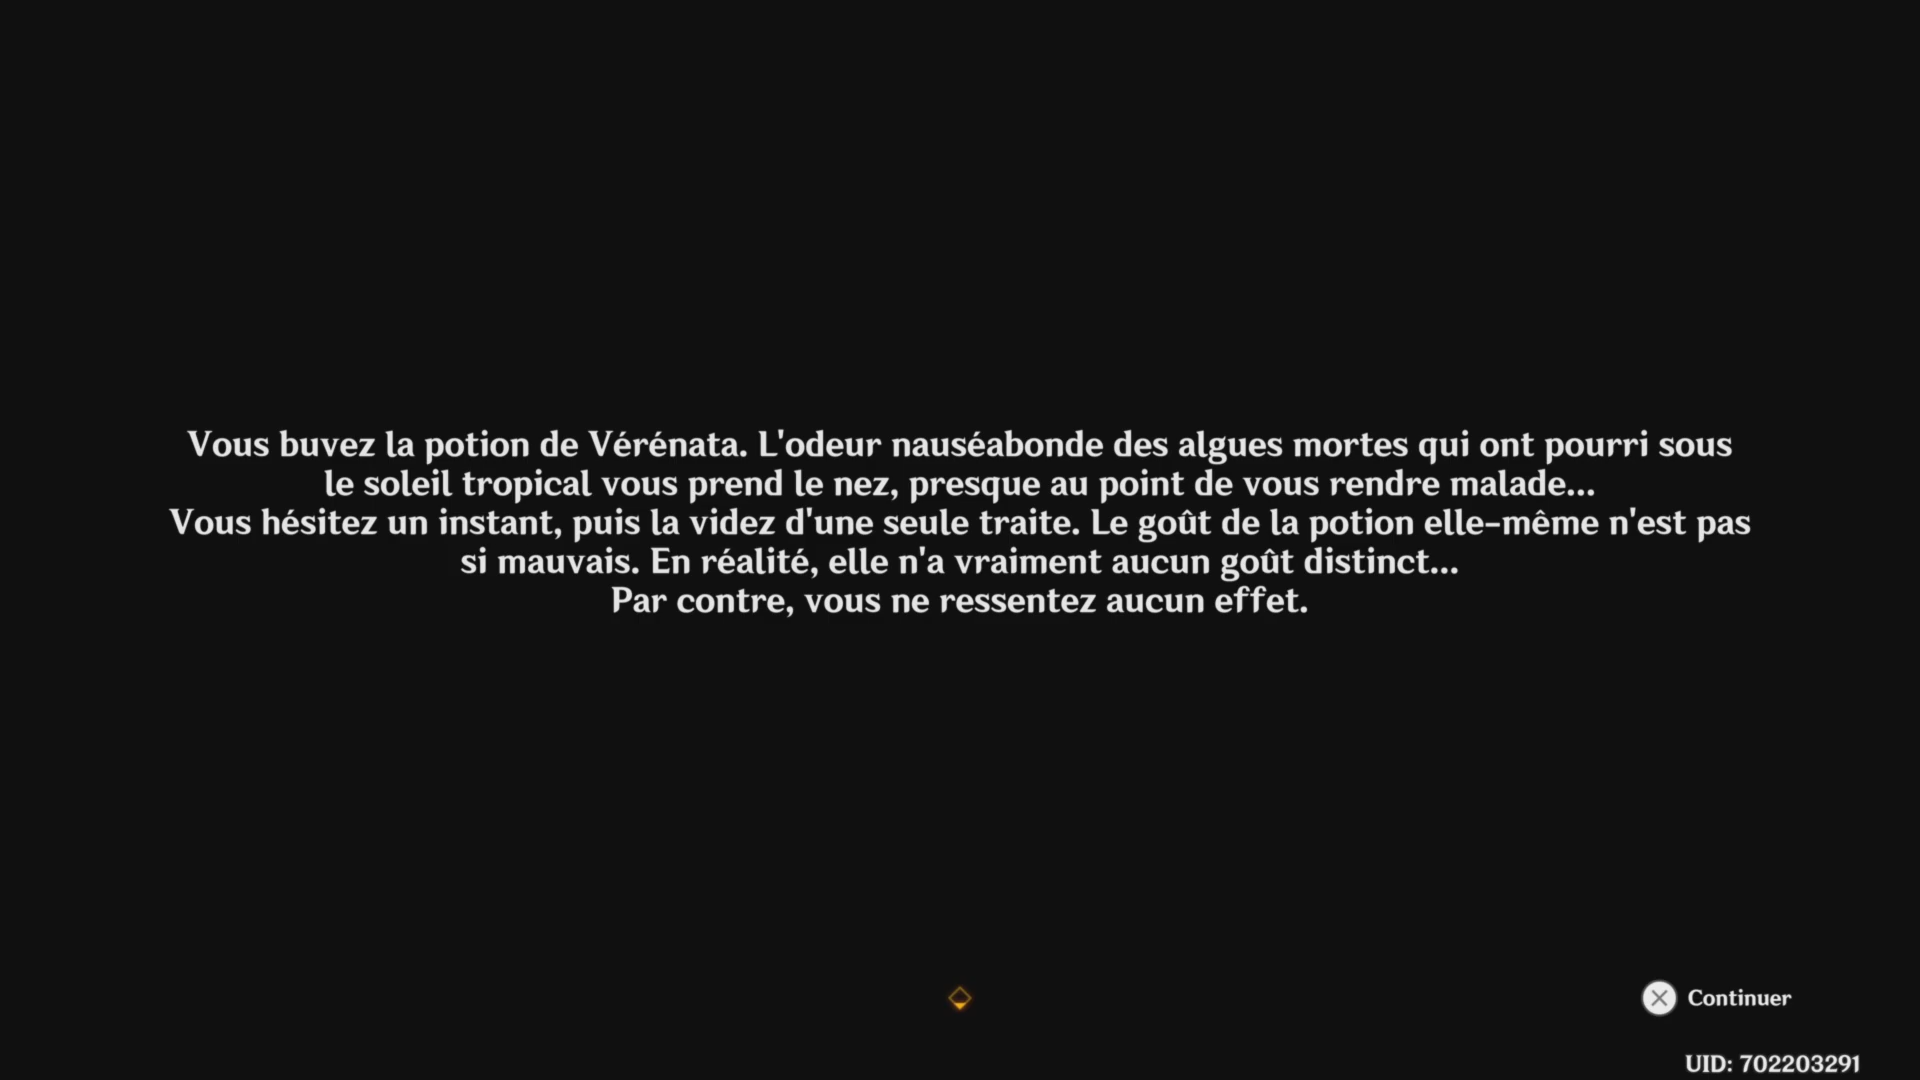 Vous buvez la potion de Vérénata. L'odeur nauséabonde des algues mortes qui ont pourri sous
le soleil tropical vous prend le nez, presque au point de vous rendre malade...
Vous hésitez un instant, puis la videz d'une seule traite. Le goût de la potion elle-même n'est pas
si mauvais. En réalité, elle n'a vraiment aucun goût distinct...
Par contre, vous ne ressentez aucun effet.
Continuer
UID: 702203291